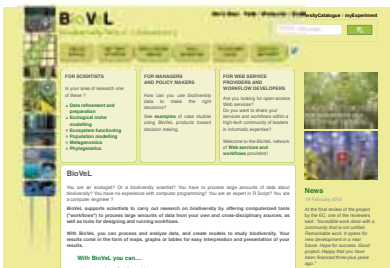 BioVeL
ersityCatalogue | myExperiment
FOR SCIENTISTS
Is your area of research one
of these ?
Data refinement and
preparation
Ecological niche
modelling
Ecosystem functioning
Population modelling
Metagenomics
Phylogenetics
FOR MANAGERS
AND POLICY MAKERS
How can you use biodiversity
data to make the right
decisions?
See examples of case studies
using BioVeL products toward
decision making.
FOR WEB SERVICE
PROVIDERS AND
WORKFLOW DEVELOPERS
Are you looking for open-access
Web services?
Do you want to share your
services and workflows within a
high-tech community of leaders
in informatic expertise?
Welcome to the BioVeL network
of Web services and
workflows providers!
BioVeL
You are an ecologist? Or a biodiversity scientist? You have to process large amounts of data about
biodiversity? You have no experience with computer programming? You are an expert in R Script? You are
a computer engineer ?
BioVeL supports scientists to carry out research on biodiversity by offering computerized tools
("workflows") to process large amounts of data from your own and cross-disciplinary sources, as
well as tools for designing and running workflows.
With BioVeL, you can process and analyze data, and create models to study biodiversity. Your
results come in the form of maps, graphs or tables for easy interpretation and presentation of your
results.
With BioVeL you can....
News
18 February 2015
At the final review of the project
by the EC, one of the reviewers
said: "Incredible work done with a
community that is not unified.
Remarkable work. It opens for
new development in a near
future. Hope for success. Good
project. Happy that you have
been financed three plus years
ago."